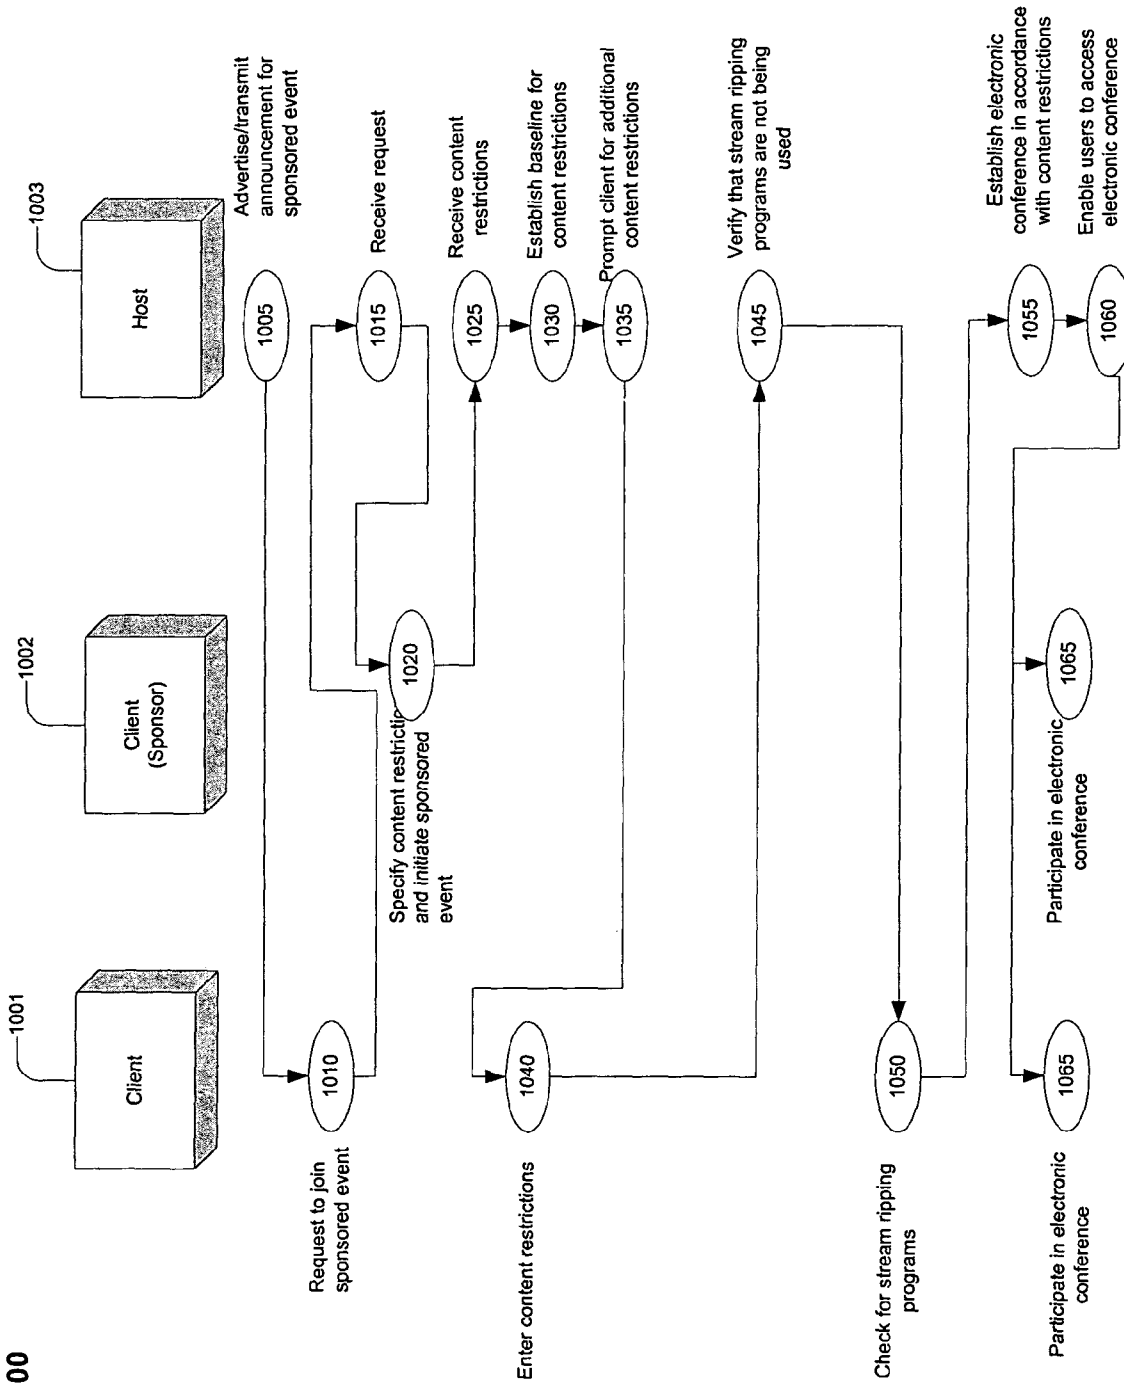 00
1001
Client
1002
Client
(Sponsor)
1003
Host
1005
Advertise/transmit
announcement for
sponsored event
Request to join
sponsored event
1010
1015
Receive request
Specify content restrictio
and initiate sponsored
event
1020
1025
Receive content
restrictions
1030
Establish baseline for
content restrictions
1035
Prompt client for additional
content restrictions
Enter content restrictions
1040
1045
Verify that stream ripping
programs are not being
used
Check for stream ripping
programs
1050
1055
Establish electronic
conference in accordance
with content restrictions
1060
Enable users to access
electronic conference
Participate in electronic
conference
1065
Participate in electronic
conference
1065